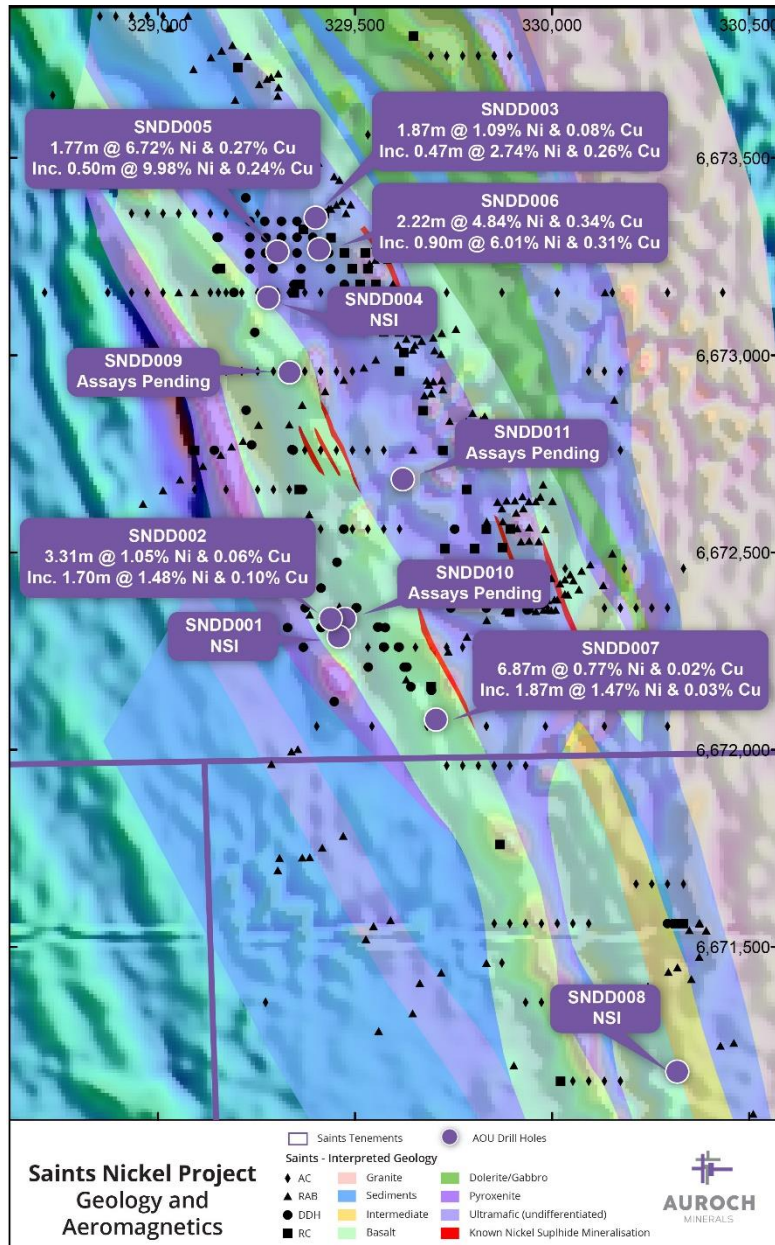 329,000
329,500
330,000
330,500
SNDD003
1.87m @ 1.09% Ni & 0.08% Cu
Inc. 0.47m @ 2.74% Ni & 0.26% Cu
SNDD005
1.77m @ 6.72% Ni & 0.27% Cu
Inc. 0.50m @ 9.98% Ni & 0.24% Cu
6,673,500
SNDD006
2.22m @ 4.84% Ni & 0.34% Cu
Inc. 0.90m @ 6.01% Ni & 0.31% Cu
SNDD004
NSI
SNDD009
Assays Pending
6,673,000
SNDD011
Assays Pending
SNDD002
3.31m @ 1.05% Ni & 0.06% Cu
Inc. 1.70m @ 1.48% Ni & 0.10% Cu
6,672,500
SNDD010
Assays Pending
SNDD001
NSI
SNDD007
6.87m @ 0.77% Ni & 0.02% Cu
Inc. 1.87m @ 1.47% Ni & 0.03% Cu
6,672,000
6,671,500
SNDD008
NSI
Saints Nickel Project
Geology and
Aeromagnetics
Saints Tenements
AOU Drill Holes
Saints - Interpreted Geology
AC
Granite
Dolerite/Gabbro
RAB
Sediments
Pyroxenite
DDH
Intermediate
Ultramafic (undifferentiated)
RC
Basalt
Known Nickel Suplhide Mineralisation
AUROCH
MINERALS